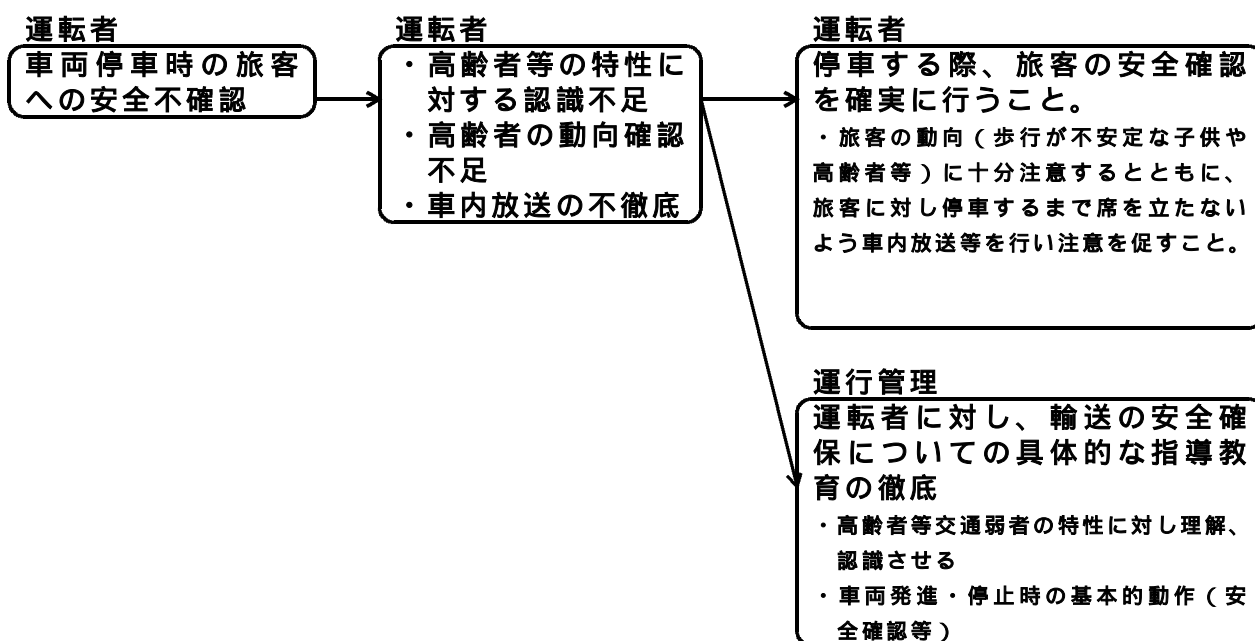 運転者
車両停車時の旅客
への安全不確認
運転者
・高齢者等の特性に
対する認識不足
・高齢者の動向確認
不足
・車内放送の不徹底
運転者
停車する際、旅客の安全確認
を確実に行うこと。
・旅客の動向(歩行が不安定な子供や
高齢者等)に十分注意するとともに、
旅客に対し停車するまで席を立たない
よう車内放送等を行い注意を促すこと。
運行管理
運転者に対し、輸送の安全確
保についての具体的な指導教
育の徹底
・高齢者等交通弱者の特性に対し理解、
認識させる
・車両発進・停止時の基本的動作(安
全確認等)